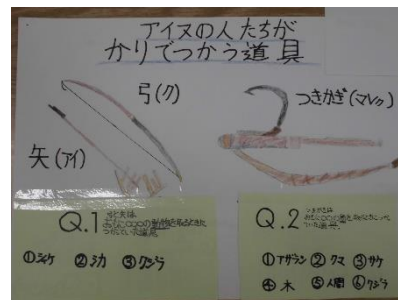 アイヌの人たちが
かりでつかう道具
弓(ク)
矢(アイ)
つきかぎ(マレㇰ)
Q.1
①シャケ ②シカ ③クジラ
Q.2
①アザラシ ②クマ ③サケ
④木 ⑤人間 ⑥クジラ